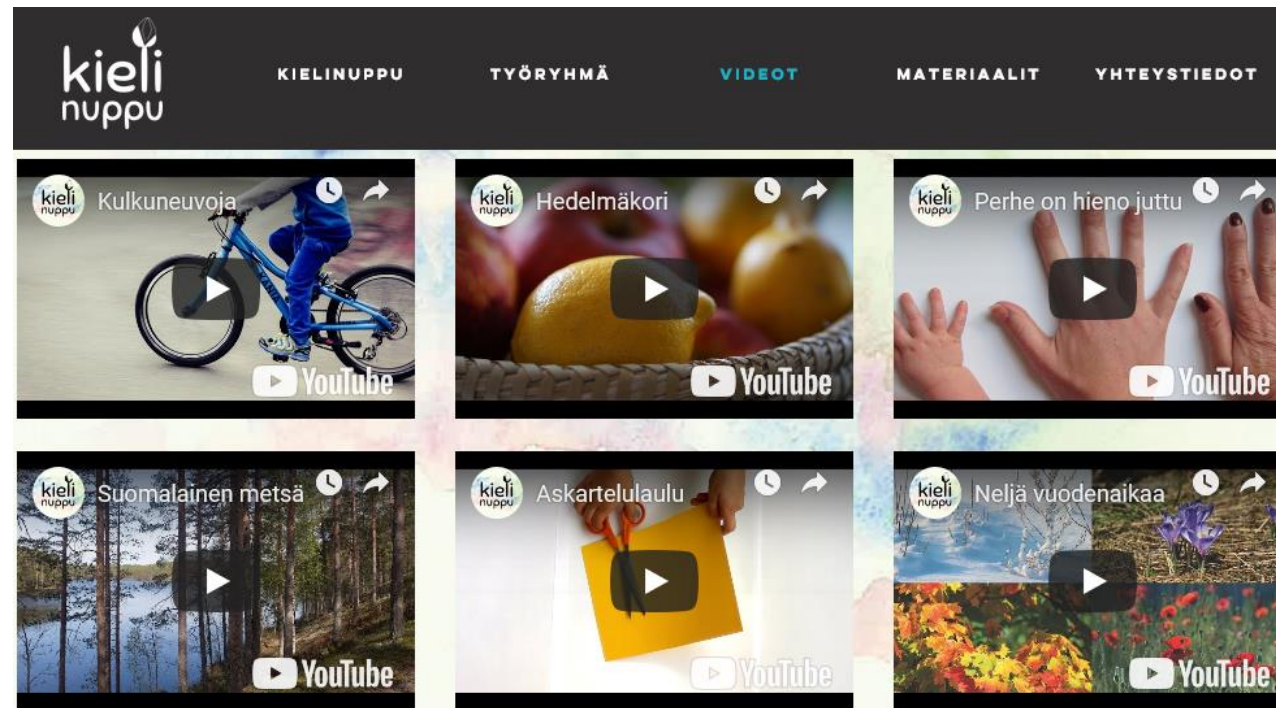 kieli
nuppu
KIELINUPPU
TYÖRYHMÄ
VIDEOT
MATERIAALIT
YHTEYSTIEDOT
kieli
nuppu
Kulkuneuvoja
YouTube
kieli
nuppu
Hedelmäkori
YouTube
kieli
nuppu
Perhe on hieno juttu
YouTube
kieli
nuppu
Suomalainen metsä
YouTube
kieli
nuppu
Askartelulaulu
YouTube
kieli
nuppu
Neljä vuodenaikaa
YouTube